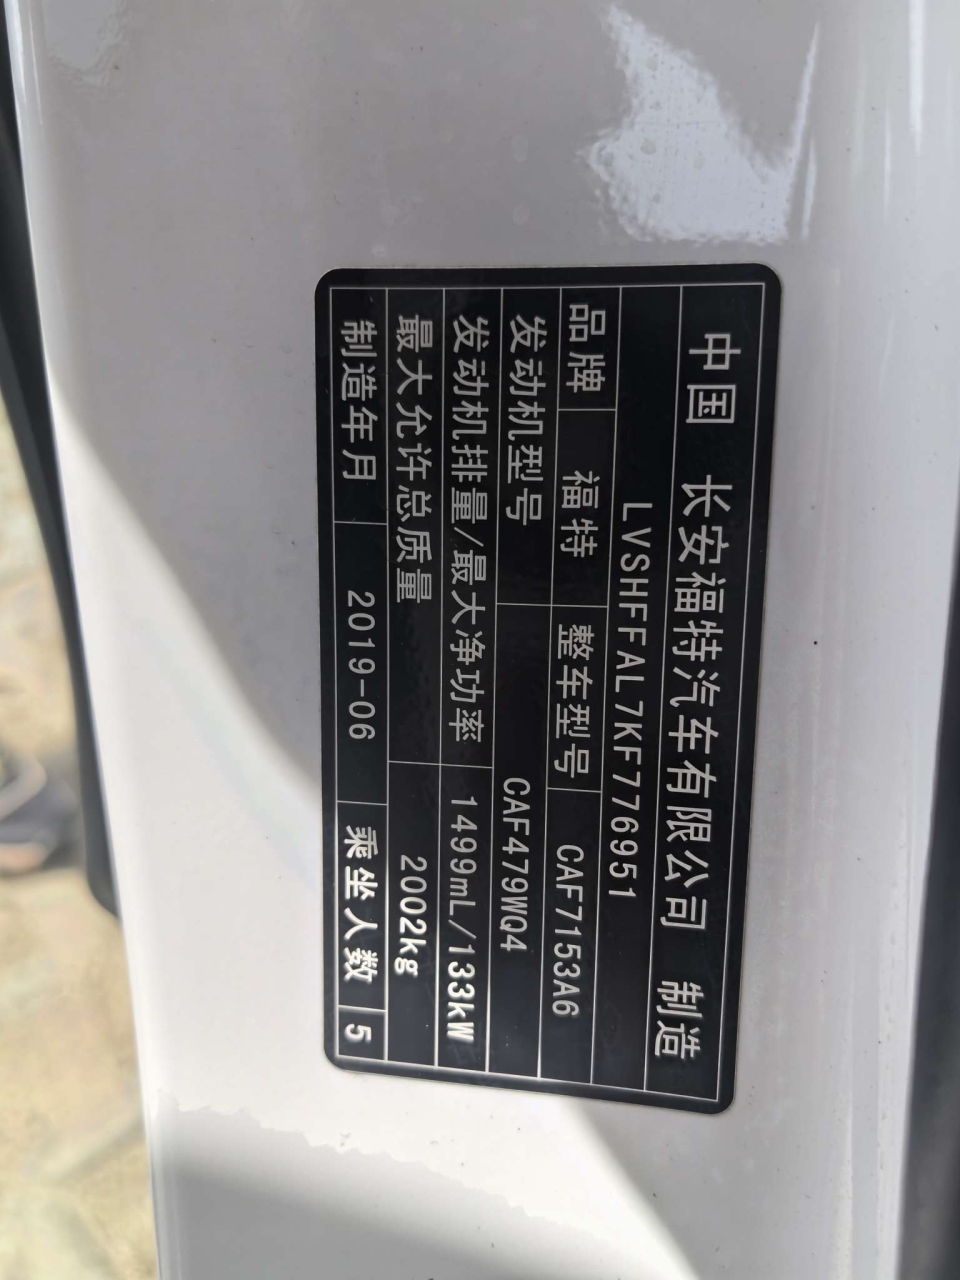 中国 长安福特汽车有限公司 制造
LVSHFFAL7KF776951
品牌 福特 整车型号 CAF7153A6
发动机型号 CAF479WQ4
发动机排量/最大净功率 1499mL/133kW
最大允许总质量 2002kg
制造年月 2019-06 乘坐人数 5